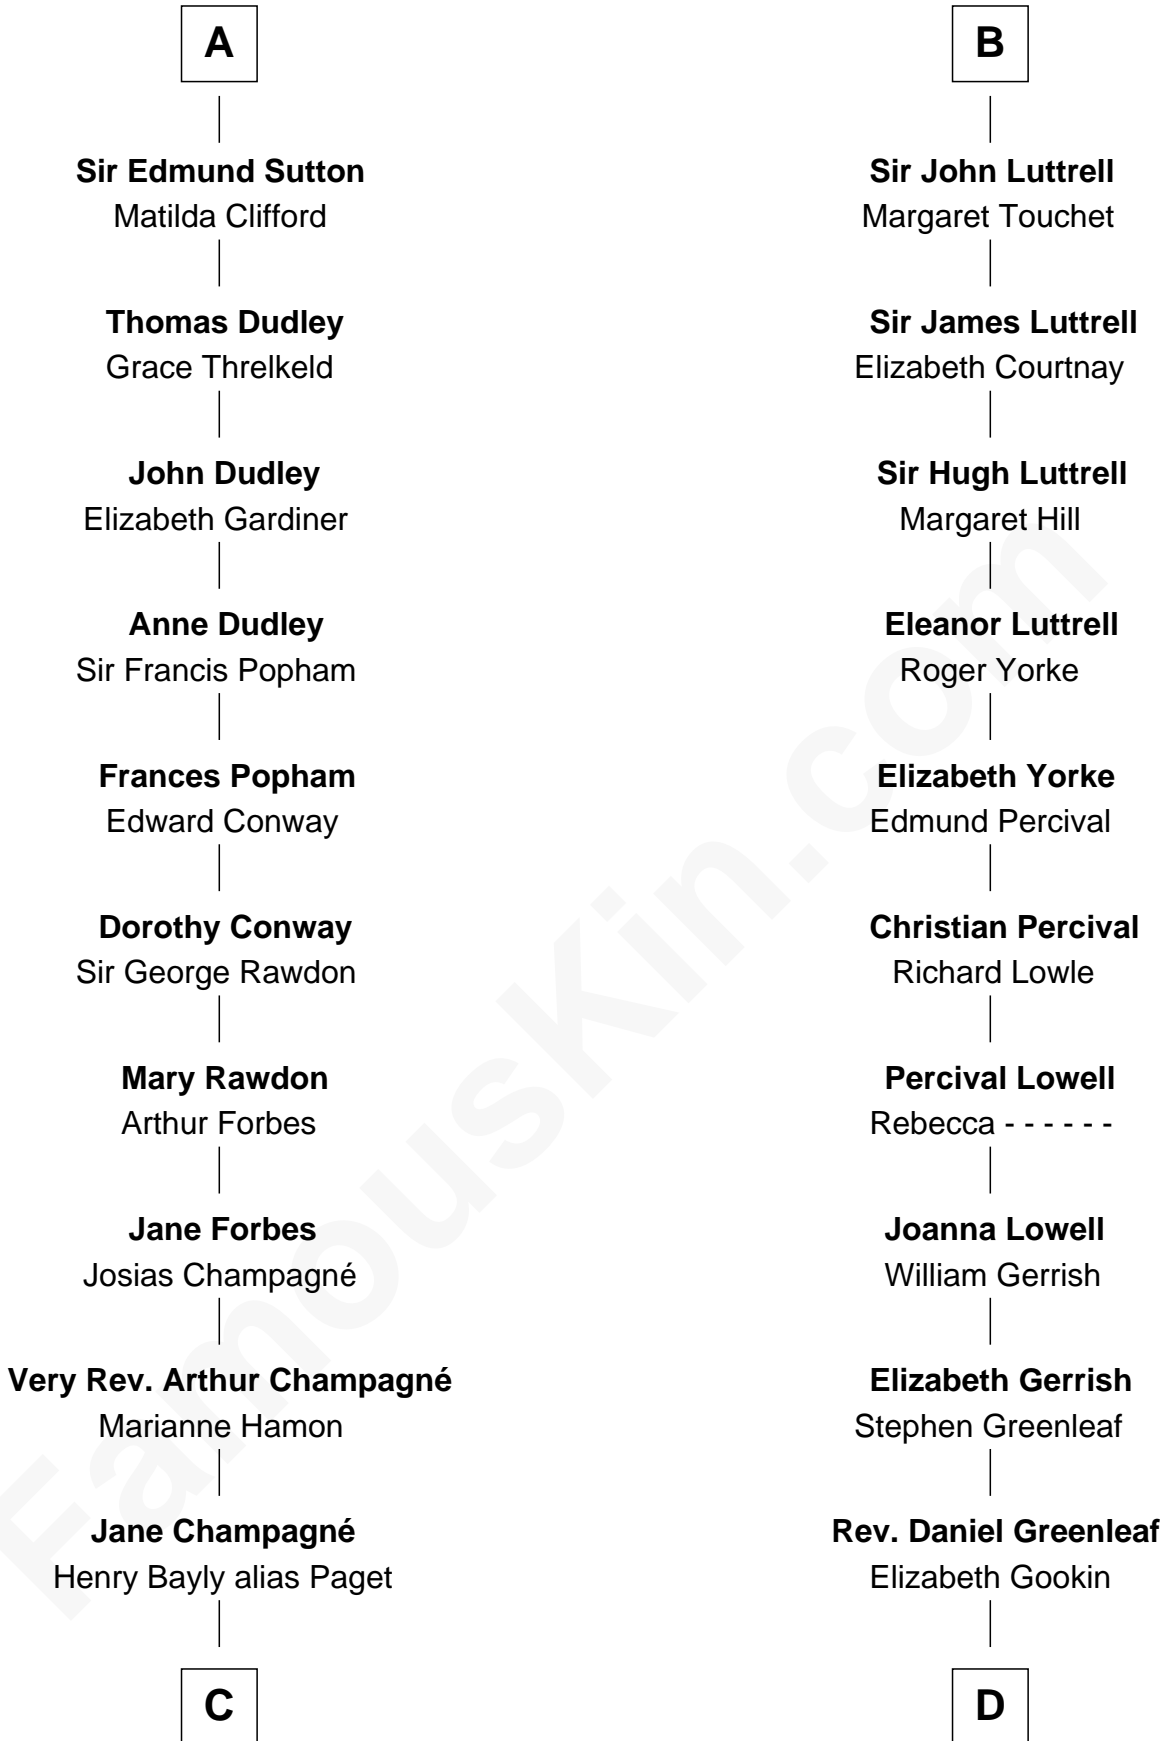 A
Sir Edmund Sutton
Matilda Clifford
Thomas Dudley
Grace Threlkeld
John Dudley
Elizabeth Gardiner
Anne Dudley
Sir Francis Popham
Frances Popham
Edward Conway
Dorothy Conway
Sir George Rawdon
Mary Rawdon
Arthur Forbes
Jane Forbes
Josias Champagné
Very Rev. Arthur Champagné
Marianne Hamon
Jane Champagné
Henry Bayly alias Paget
C
B
Sir John Luttrell
Margaret Touchet
Sir James Luttrell
Elizabeth Courtnay
Sir Hugh Luttrell
Margaret Hill
Eleanor Luttrell
Roger Yorke
Elizabeth Yorke
Edmund Percival
Christian Percival
Richard Lowle
Percival Lowell
Rebecca - - - - - -
Joanna Lowell
William Gerrish
Elizabeth Gerrish
Stephen Greenleaf
Rev. Daniel Greenleaf
Elizabeth Gookin
D
FamousKin.com